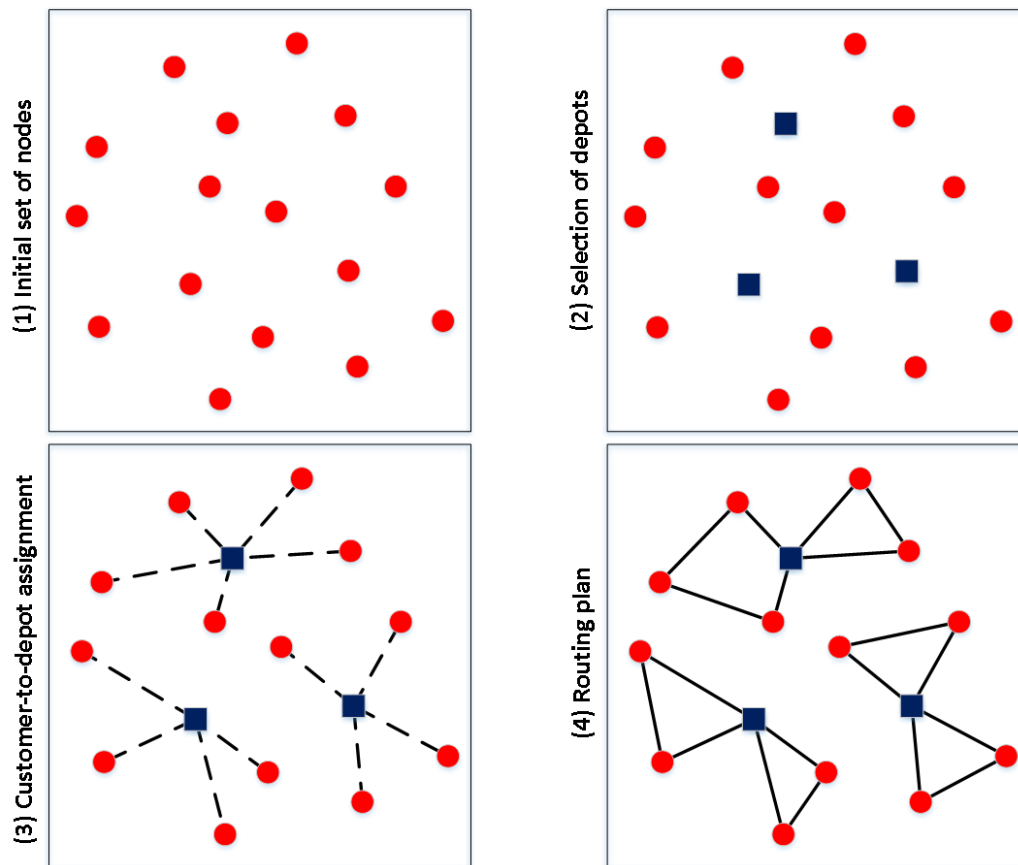 (1) Initial set of nodes
(2) Selection of depots
(3) Customer-to-depot assignment
(4) Routing plan